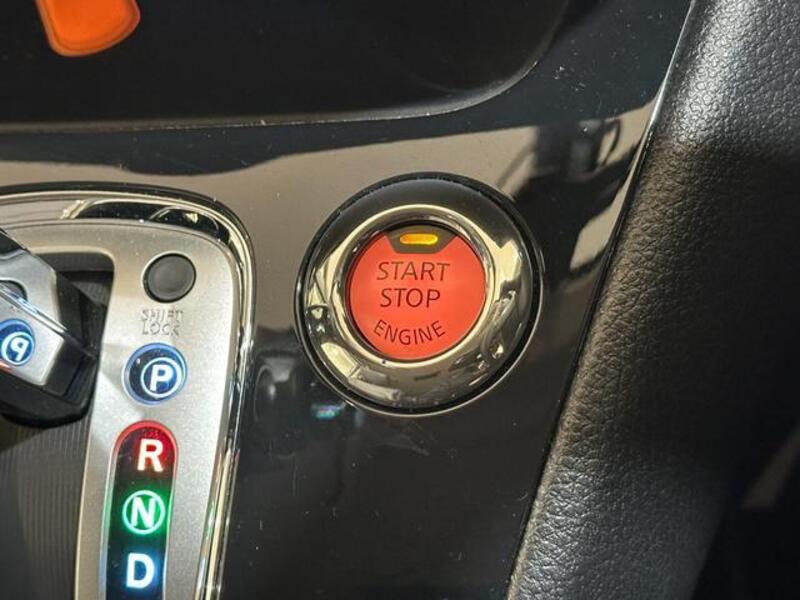 START
STOP
ENGINE
SHIFT
LOCK
P
R
N
D